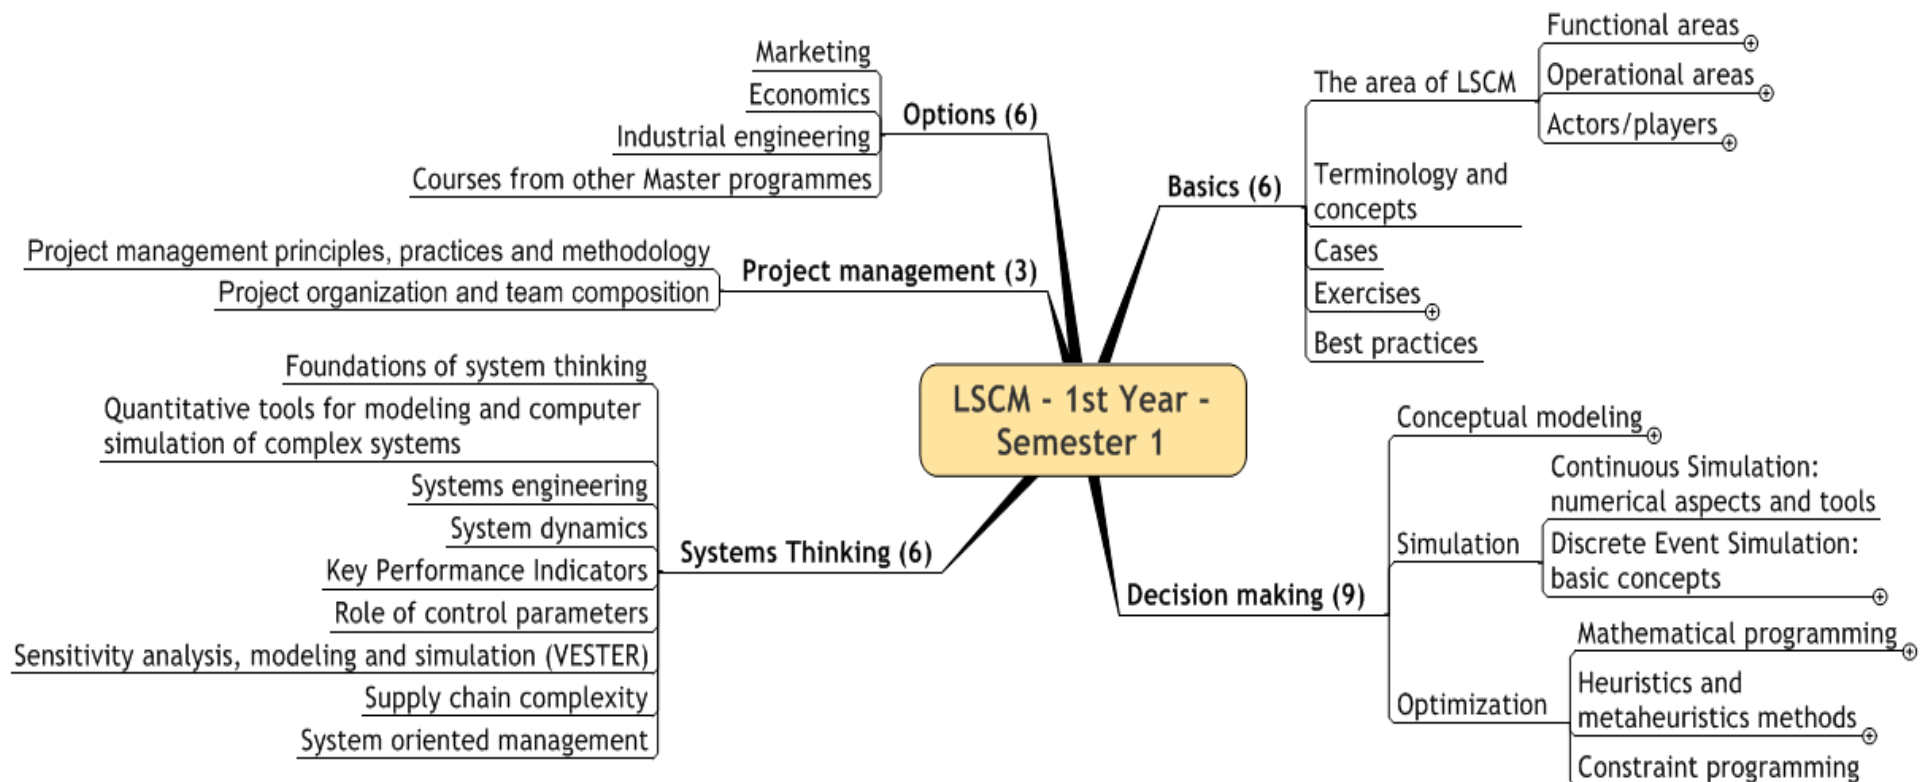 LSCM - 1st Year -
Semester 1
Options (6)
Marketing
Economics
Industrial engineering
Courses from other Master programmes
Project management (3)
Project management principles, practices and methodology
Project organization and team composition
Systems Thinking (6)
Foundations of system thinking
Quantitative tools for modeling and computer
simulation of complex systems
Systems engineering
System dynamics
Key Performance Indicators
Role of control parameters
Sensitivity analysis, modeling and simulation (VESTER)
Supply chain complexity
System oriented management
Basics (6)
The area of LSCM
Functional areas
Operational areas
Actors/players
Terminology and
concepts
Cases
Exercises
Best practices
Decision making (9)
Conceptual modeling
Simulation
Continuous Simulation:
numerical aspects and tools
Discrete Event Simulation:
basic concepts
Optimization
Mathematical programming
Heuristics and
metaheuristics methods
Constraint programming